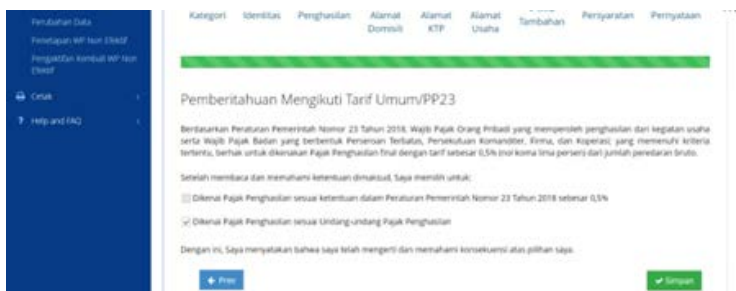 Perubahan Data
Penetapan WP Non Efektif
Pengaktifan Kembali WP Non
Efektif
Cetak
Help and FAQ
Kategori Identitas Penghasilan Alamat Domisili Alamat KTP Alamat Usaha Tambahan Persyaratan Pernyataan
Pemberitahuan Mengikuti Tarif Umum/PP23
Berdasarkan Peraturan Pemerintah Nomor 23 Tahun 2018, Wajib Pajak Orang Pribadi yang memperoleh penghasilan dari kegiatan usaha
serta Wajib Pajak Badan yang berbentuk Perseroan Terbatas, Persekutuan Komanditer, Firma, dan Koperasi; yang memenuhi kriteria
tertentu, berhak untuk dikenakan Pajak Penghasilan final dengan tarif sebesar 0,5% (nol koma lima persen) dari jumlah peredaran bruto.
Setelah membaca dan memahami ketentuan dimaksud, Saya memilih untuk:
Dikenai Pajak Penghasilan sesuai ketentuan dalam Peraturan Pemerintah Nomor 23 Tahun 2018 sebesar 0,5%
Dikenai Pajak Penghasilan sesuai Undang-undang Pajak Penghasilan
Dengan ini, Saya menyatakan bahwa saya telah mengerti dan memahami konsekuensi atas pilihan saya.
Prev
Simpan